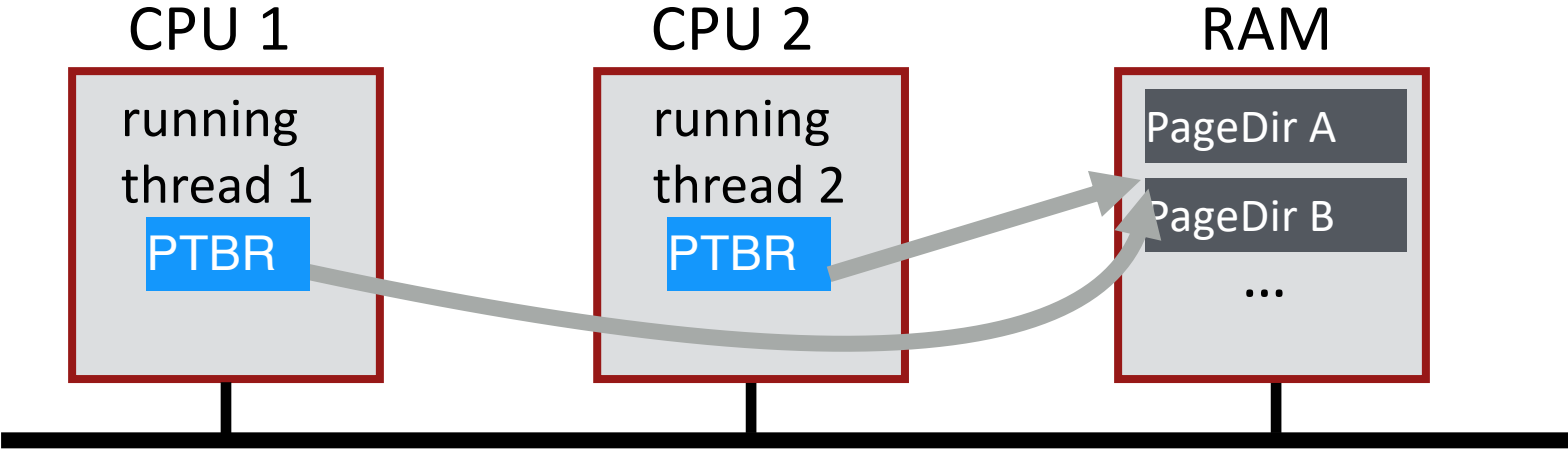 CPU 1
running
thread 1
PTBR
CPU 2
running
thread 2
PTBR
RAM
PageDir A
PageDir B
...